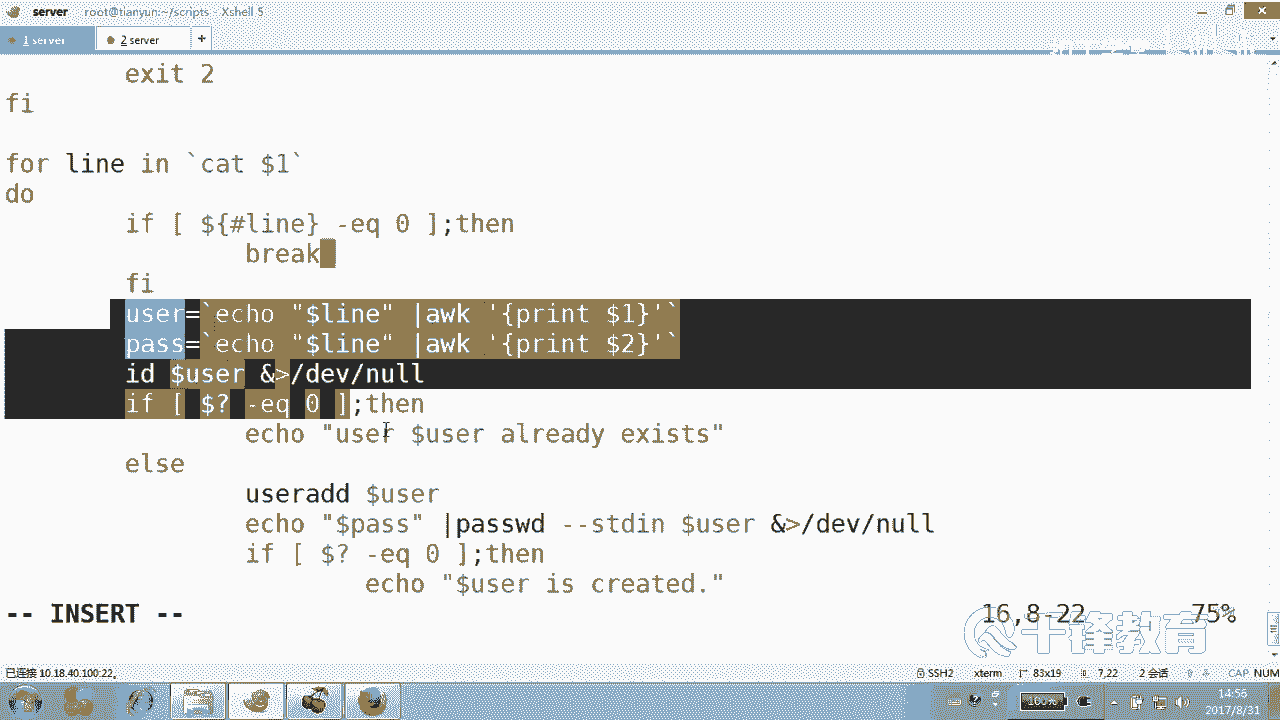 server root@tianyun:~/scripts - Xshell 5
1 server 2 server +
exit 2
fi
for line in `cat $1`
do
if [ ${#line} -eq 0 ];then
break
fi
user=`echo "$line" |awk '{print $1}'`
pass=`echo "$line" |awk '{print $2}'`
id $user &>/dev/null
if [ $? -eq 0 ];then
echo "user $user already exists"
else
useradd $user
echo "$pass" |passwd --stdin $user &>/dev/null
if [ $? -eq 0 ];then
echo "$user is created."
-- INSERT -- 16,8-22 75%
千锋教育
已连接 10.18.40.100:22。 SSH2 xterm 83x19 7,22 2 会话 CAP NUM
100% 14:56
2017/8/31